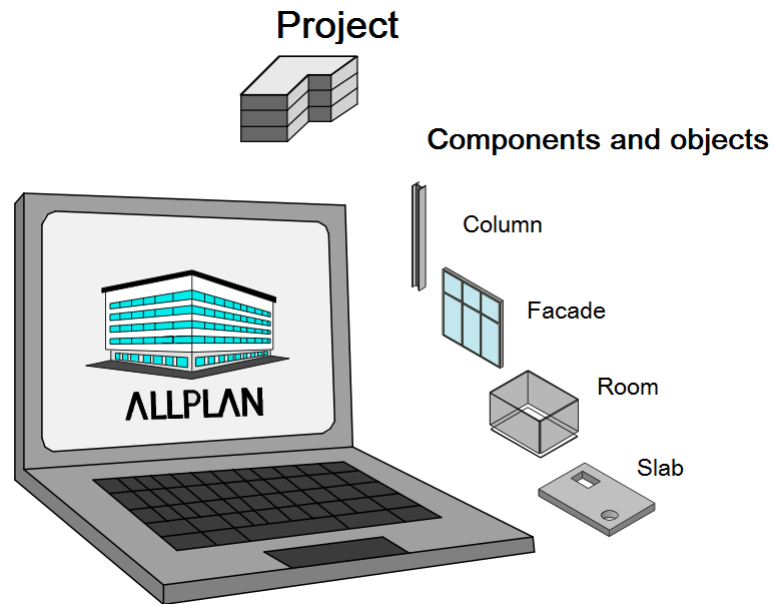 Project
Components and objects
Column
Facade
Room
Slab
ALLPLAN